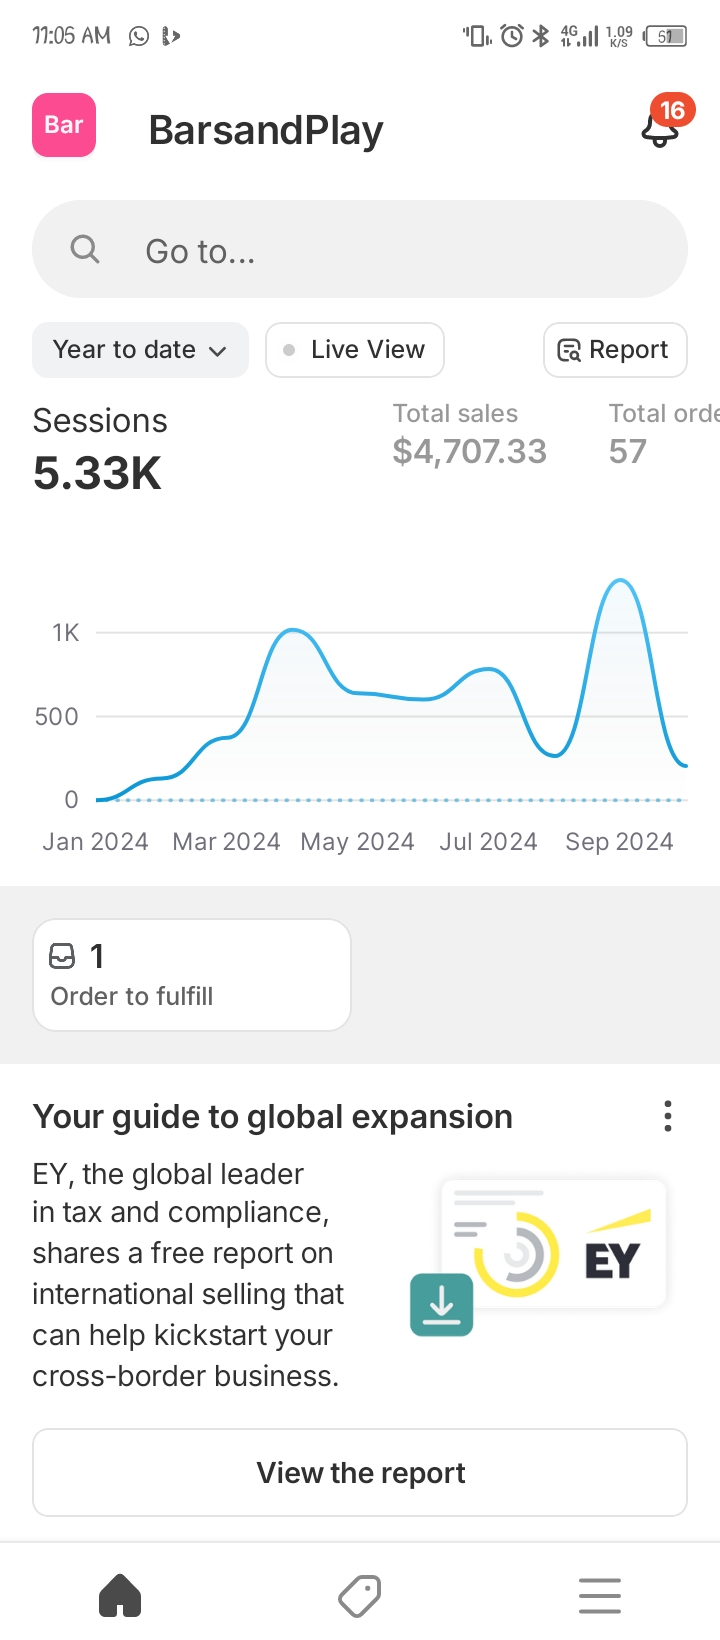 11:05 AM
4G
1.09
K/S
51
Bar
BarsandPlay
16
Go to...
Year to date
Live View
Report
Sessions
Total sales
Total orde
5.33K
$4,707.33
57
1K
500
0
Jan 2024
Mar 2024
May 2024
Jul 2024
Sep 2024
1
Order to fulfill
Your guide to global expansion
EY, the global leader
in tax and compliance,
shares a free report on
international selling that
can help kickstart your
cross-border business.
EY
View the report